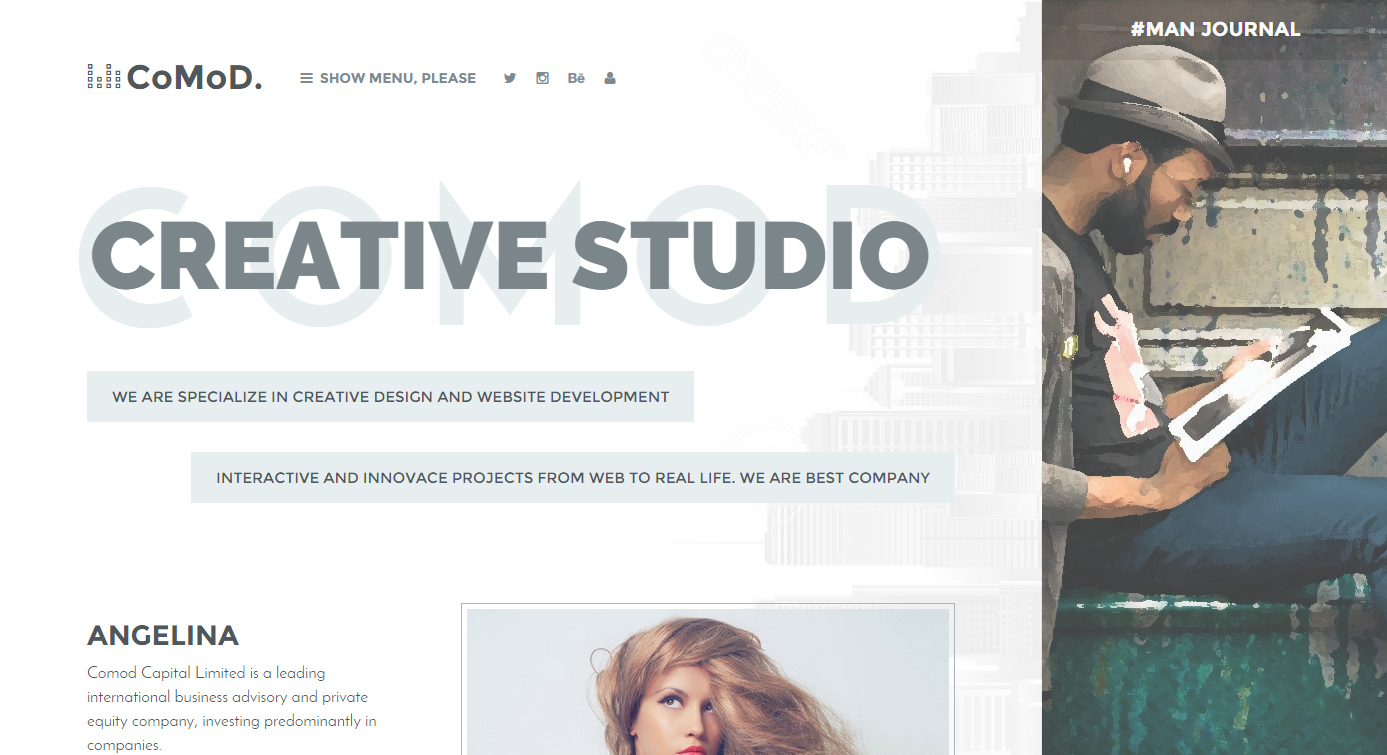 CoMoD.
SHOW MENU, PLEASE
Bē
#MAN JOURNAL
COMOD
CREATIVE STUDIO
WE ARE SPECIALIZE IN CREATIVE DESIGN AND WEBSITE DEVELOPMENT
INTERACTIVE AND INNOVACE PROJECTS FROM WEB TO REAL LIFE. WE ARE BEST COMPANY
ANGELINA
Comod Capital Limited is a leading
international business advisory and private
equity company, investing predominantly in
companies.